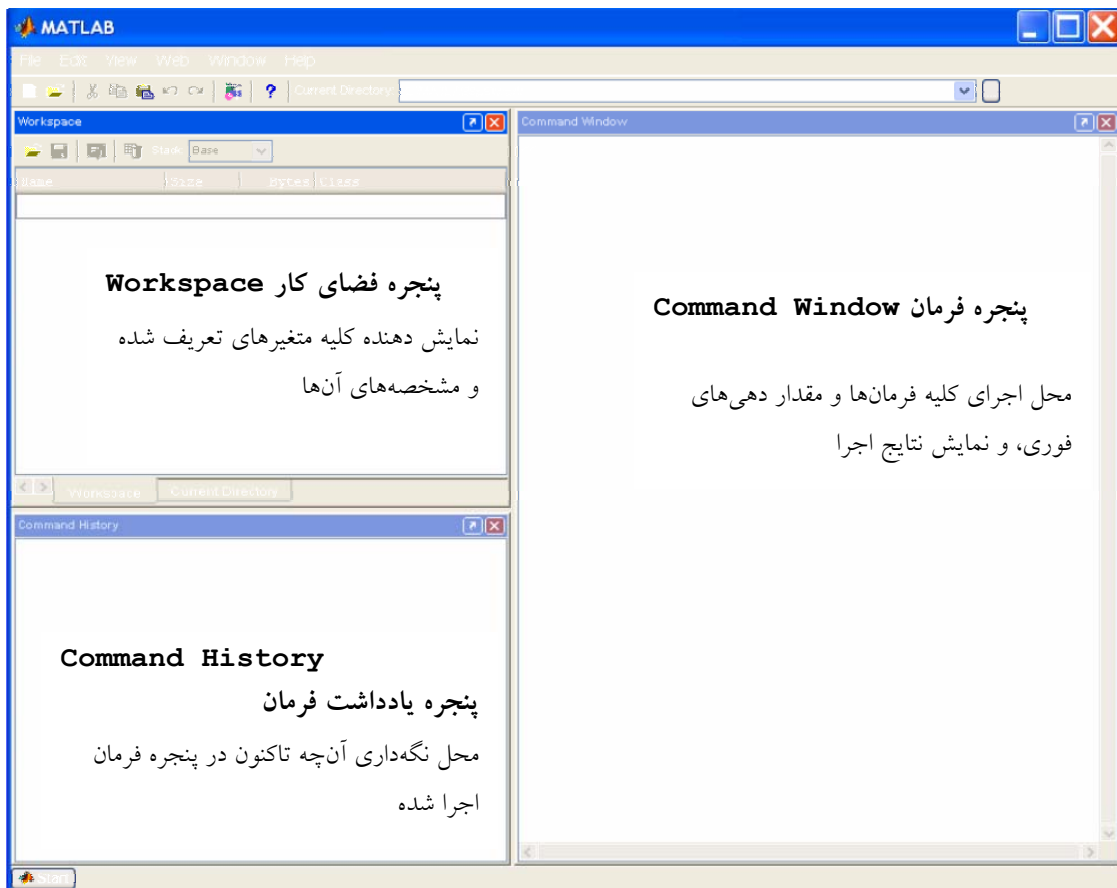 MATLAB
File Edit View Web Window Help
Current Directory:
Workspace
Stack: Base
Name Size Bytes Class
پنجره فضای کار Workspace
نمایش دهنده کلیه متغیرهای تعریف شده
و مشخصه‌های آن‌ها
Workspace Current Directory
Command History
Command History
پنجره یادداشت فرمان
محل نگه‌داری آن‌چه تاکنون در پنجره فرمان
اجرا شده
Command Window
پنجره فرمان Command Window
محل اجرای کلیه فرمان‌ها و مقدار دهی‌های
فوری، و نمایش نتایج اجرا
Start